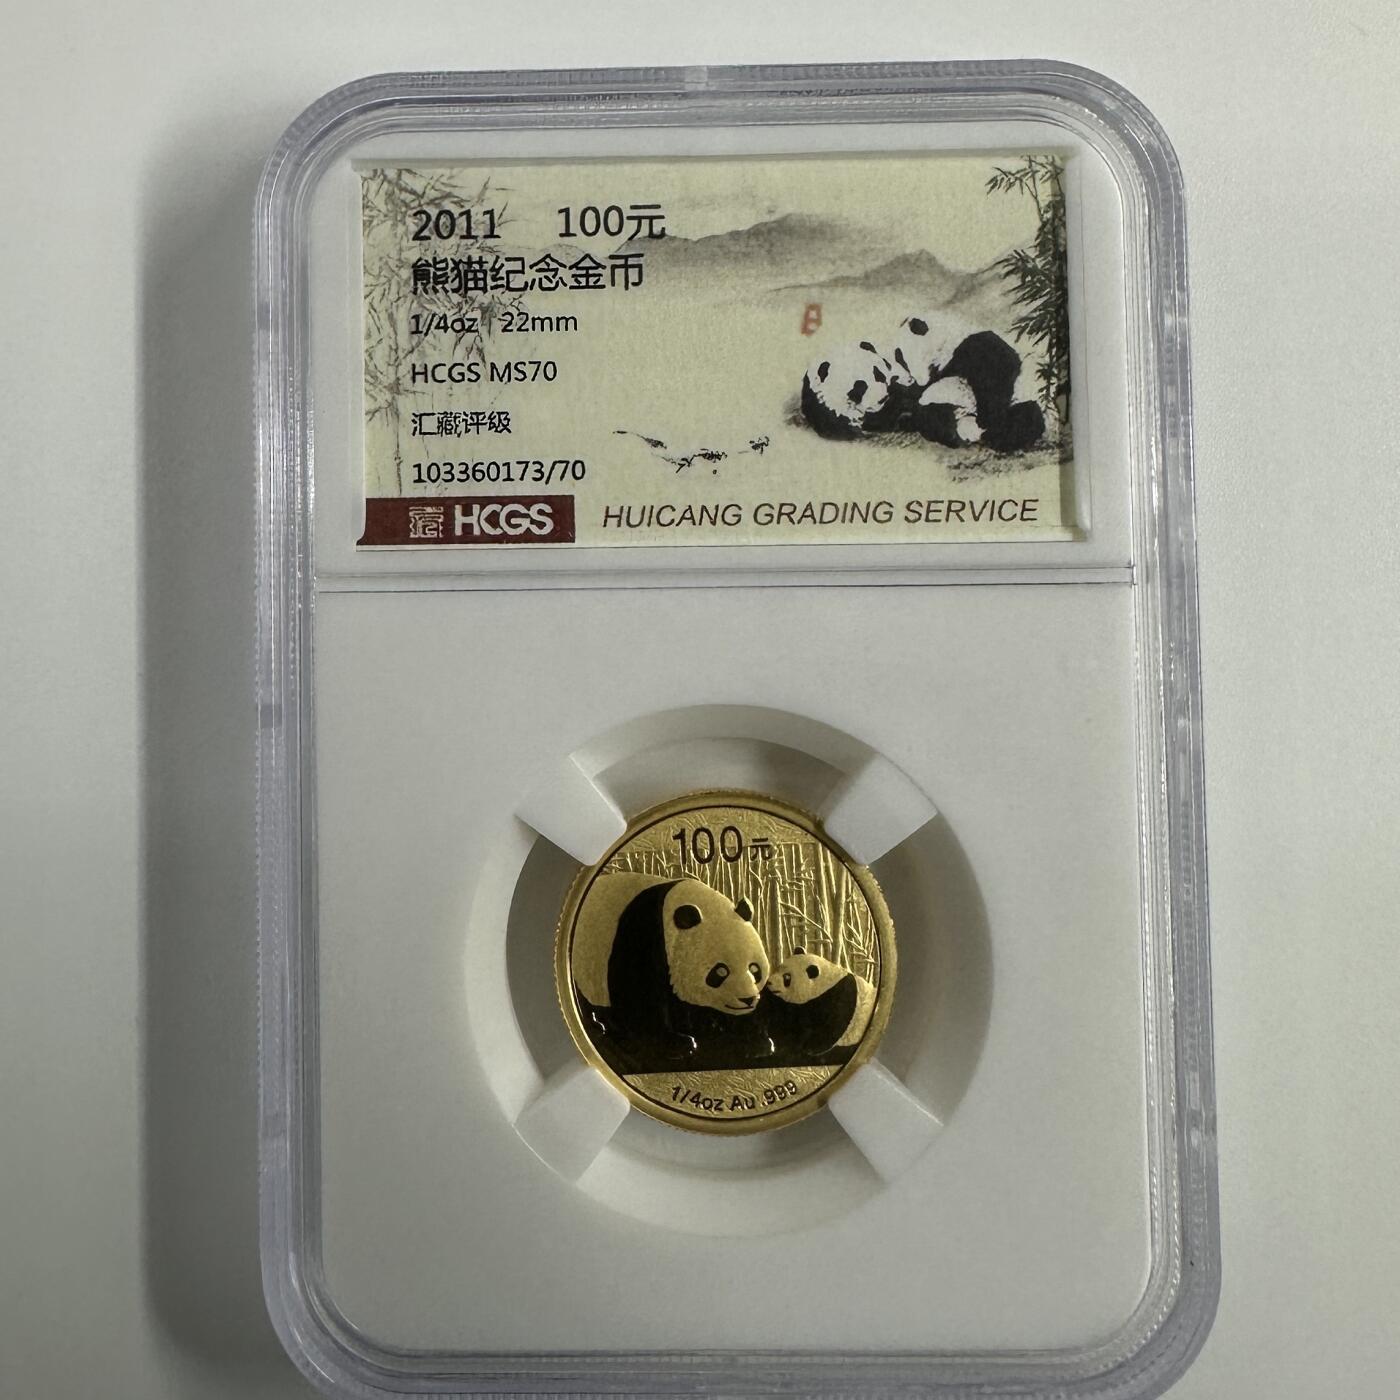 2011 100元
熊猫纪念金币
1/4oz 22mm
HCGS MS70
汇藏评级
103360173/70
HCGS HUICANG GRADING SERVICE
100元
1/4oz Au .999